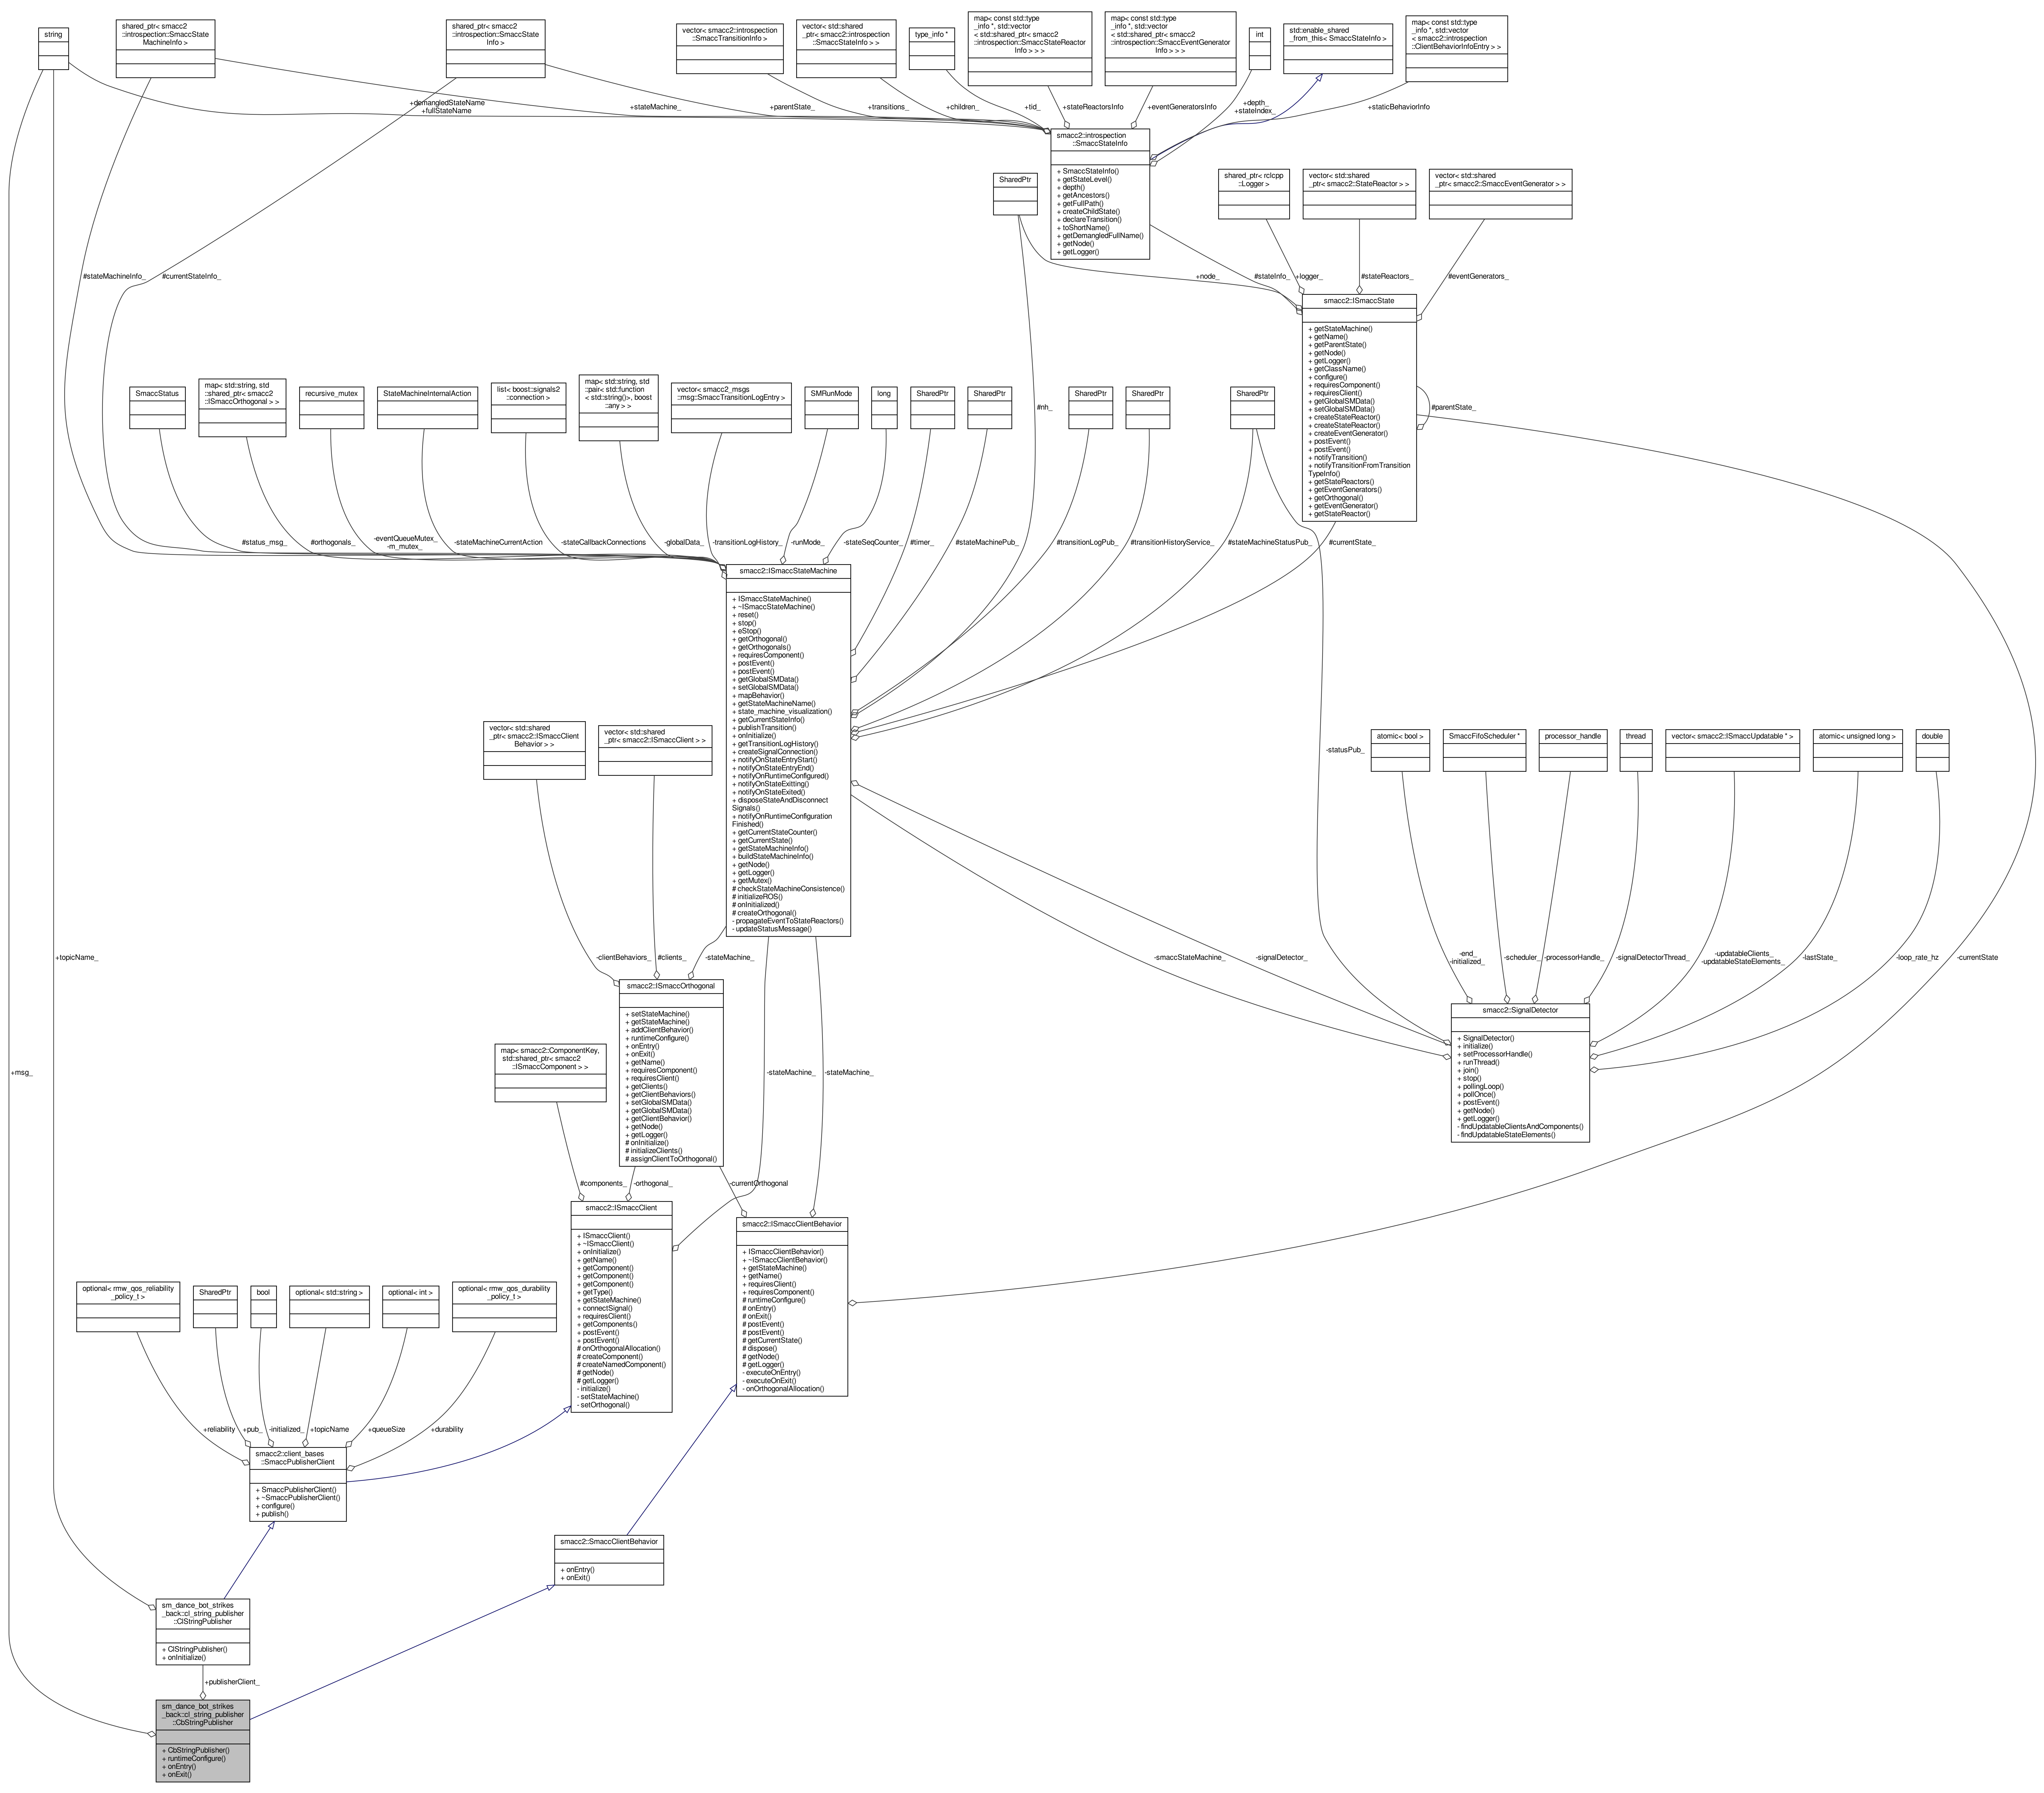 string
shared_ptr< smacc2
::introspection::SmaccState
MachineInfo >
shared_ptr< smacc2
::introspection::SmaccState
Info >
vector< smacc2::introspection
::SmaccTransitionInfo >
vector< std::shared
_ptr< smacc2::introspection
::SmaccStateInfo > >
type_info *
map< const std::type
_info *, std::vector
< std::shared_ptr< smacc2
::introspection::SmaccStateReactor
Info > > >
map< const std::type
_info *, std::vector
< std::shared_ptr< smacc2
::introspection::SmaccEventGenerator
Info > > >
int
std::enable_shared
_from_this< SmaccStateInfo >
map< const std::type
_info *, std::vector
< smacc2::introspection
::ClientBehaviorInfoEntry > >
+demangledStateName
+fullStateName
+stateMachine_
+parentState_
+transitions_
+children_
+tid_
+stateReactorsInfo
+eventGeneratorsInfo
+depth_
+stateIndex_
+staticBehaviorInfo
smacc2::introspection
::SmaccStateInfo
+ SmaccStateInfo()
+ getStateLevel()
+ depth()
+ getAncestors()
+ getFullPath()
+ createChildState()
+ declareTransition()
+ toShortName()
+ getDemangledFullName()
+ getNode()
+ getLogger()
SharedPtr
shared_ptr< rclcpp
::Logger >
vector< std::shared
_ptr< smacc2::StateReactor > >
vector< std::shared
_ptr< smacc2::SmaccEventGenerator > >
#stateMachineInfo_
#currentStateInfo_
+node_
#stateInfo_
+logger_
#stateReactors_
#eventGenerators_
smacc2::ISmaccState
+ getStateMachine()
+ getName()
+ getParentState()
+ getNode()
+ getLogger()
+ getClassName()
+ configure()
+ requiresComponent()
+ requiresClient()
+ getGlobalSMData()
+ setGlobalSMData()
+ createStateReactor()
+ createStateReactor()
+ createEventGenerator()
+ postEvent()
+ postEvent()
+ notifyTransition()
+ notifyTransitionFromTransition
TypeInfo()
+ getStateReactors()
+ getEventGenerators()
+ getOrthogonal()
+ getEventGenerator()
+ getStateReactor()
#parentState_
SmaccStatus
map< std::string, std
::shared_ptr< smacc2
::ISmaccOrthogonal > >
recursive_mutex
StateMachineInternalAction
list< boost::signals2
::connection >
map< std::string, std
::pair< std::function
< std::string()>, boost
::any > >
vector< smacc2_msgs
::msg::SmaccTransitionLogEntry >
SMRunMode
long
SharedPtr
SharedPtr
#nh_
SharedPtr
SharedPtr
SharedPtr
#status_msg_
#orthogonals_
-eventQueueMutex_
-m_mutex_
-stateMachineCurrentAction
-stateCallbackConnections
-globalData_
-transitionLogHistory_
-runMode_
-stateSeqCounter_
#timer_
#stateMachinePub_
#transitionLogPub_
#transitionHistoryService_
#stateMachineStatusPub_
#currentState_
smacc2::ISmaccStateMachine
+ ISmaccStateMachine()
+ ~ISmaccStateMachine()
+ reset()
+ stop()
+ eStop()
+ getOrthogonal()
+ getOrthogonals()
+ requiresComponent()
+ postEvent()
+ postEvent()
+ getGlobalSMData()
+ setGlobalSMData()
+ mapBehavior()
+ getStateMachineName()
+ state_machine_visualization()
+ getCurrentStateInfo()
+ publishTransition()
+ onInitialize()
+ getTransitionLogHistory()
+ createSignalConnection()
+ notifyOnStateEntryStart()
+ notifyOnStateEntryEnd()
+ notifyOnRuntimeConfigured()
+ notifyOnStateExitting()
+ notifyOnStateExited()
+ disposeStateAndDisconnect
Signals()
+ notifyOnRuntimeConfiguration
Finished()
+ getCurrentStateCounter()
+ getCurrentState()
+ getStateMachineInfo()
+ buildStateMachineInfo()
+ getNode()
+ getLogger()
+ getMutex()
# checkStateMachineConsistence()
# initializeROS()
# onInitialized()
# createOrthogonal()
- propagateEventToStateReactors()
- updateStatusMessage()
vector< std::shared
_ptr< smacc2::ISmaccClient
Behavior > >
vector< std::shared
_ptr< smacc2::ISmaccClient > >
-statusPub_
atomic< bool >
SmaccFifoScheduler *
processor_handle
thread
vector< smacc2::ISmaccUpdatable * >
atomic< unsigned long >
double
+topicName_
-clientBehaviors_
#clients_
-stateMachine_
-smaccStateMachine_
-signalDetector_
-end_
-initialized_
-scheduler_
-processorHandle_
-signalDetectorThread_
-updatableClients_
-updatableStateElements_
-lastState_
-loop_rate_hz
-currentState
smacc2::ISmaccOrthogonal
+ setStateMachine()
+ getStateMachine()
+ addClientBehavior()
+ runtimeConfigure()
+ onEntry()
+ onExit()
+ getName()
+ requiresComponent()
+ requiresClient()
+ getClients()
+ getClientBehaviors()
+ setGlobalSMData()
+ getGlobalSMData()
+ getClientBehavior()
+ getNode()
+ getLogger()
# onInitialize()
# initializeClients()
# assignClientToOrthogonal()
smacc2::SignalDetector
+ SignalDetector()
+ initialize()
+ setProcessorHandle()
+ runThread()
+ join()
+ stop()
+ pollingLoop()
+ pollOnce()
+ postEvent()
+ getNode()
+ getLogger()
- findUpdatableClientsAndComponents()
- findUpdatableStateElements()
map< smacc2::ComponentKey,
std::shared_ptr< smacc2
::ISmaccComponent > >
+msg_
-stateMachine_
-stateMachine_
#components_
-orthogonal_
-currentOrthogonal
smacc2::ISmaccClient
+ ISmaccClient()
+ ~ISmaccClient()
+ onInitialize()
+ getName()
+ getComponent()
+ getComponent()
+ getComponent()
+ getType()
+ getStateMachine()
+ connectSignal()
+ requiresClient()
+ getComponents()
+ postEvent()
+ postEvent()
# onOrthogonalAllocation()
# createComponent()
# createNamedComponent()
# getNode()
# getLogger()
- initialize()
- setStateMachine()
- setOrthogonal()
smacc2::ISmaccClientBehavior
+ ISmaccClientBehavior()
+ ~ISmaccClientBehavior()
+ getStateMachine()
+ getName()
+ requiresClient()
+ requiresComponent()
# runtimeConfigure()
# onEntry()
# onExit()
# postEvent()
# postEvent()
# getCurrentState()
# dispose()
# getNode()
# getLogger()
- executeOnEntry()
- executeOnExit()
- onOrthogonalAllocation()
optional< rmw_qos_reliability
_policy_t >
SharedPtr
bool
optional< std::string >
optional< int >
optional< rmw_qos_durability
_policy_t >
+reliability
+pub_
-initialized_
+topicName
+queueSize
+durability
smacc2::client_bases
::SmaccPublisherClient
+ SmaccPublisherClient()
+ ~SmaccPublisherClient()
+ configure()
+ publish()
smacc2::SmaccClientBehavior
+ onEntry()
+ onExit()
sm_dance_bot_strikes
_back::cl_string_publisher
::ClStringPublisher
+ ClStringPublisher()
+ onInitialize()
+publisherClient_
sm_dance_bot_strikes
_back::cl_string_publisher
::CbStringPublisher
+ CbStringPublisher()
+ runtimeConfigure()
+ onEntry()
+ onExit()